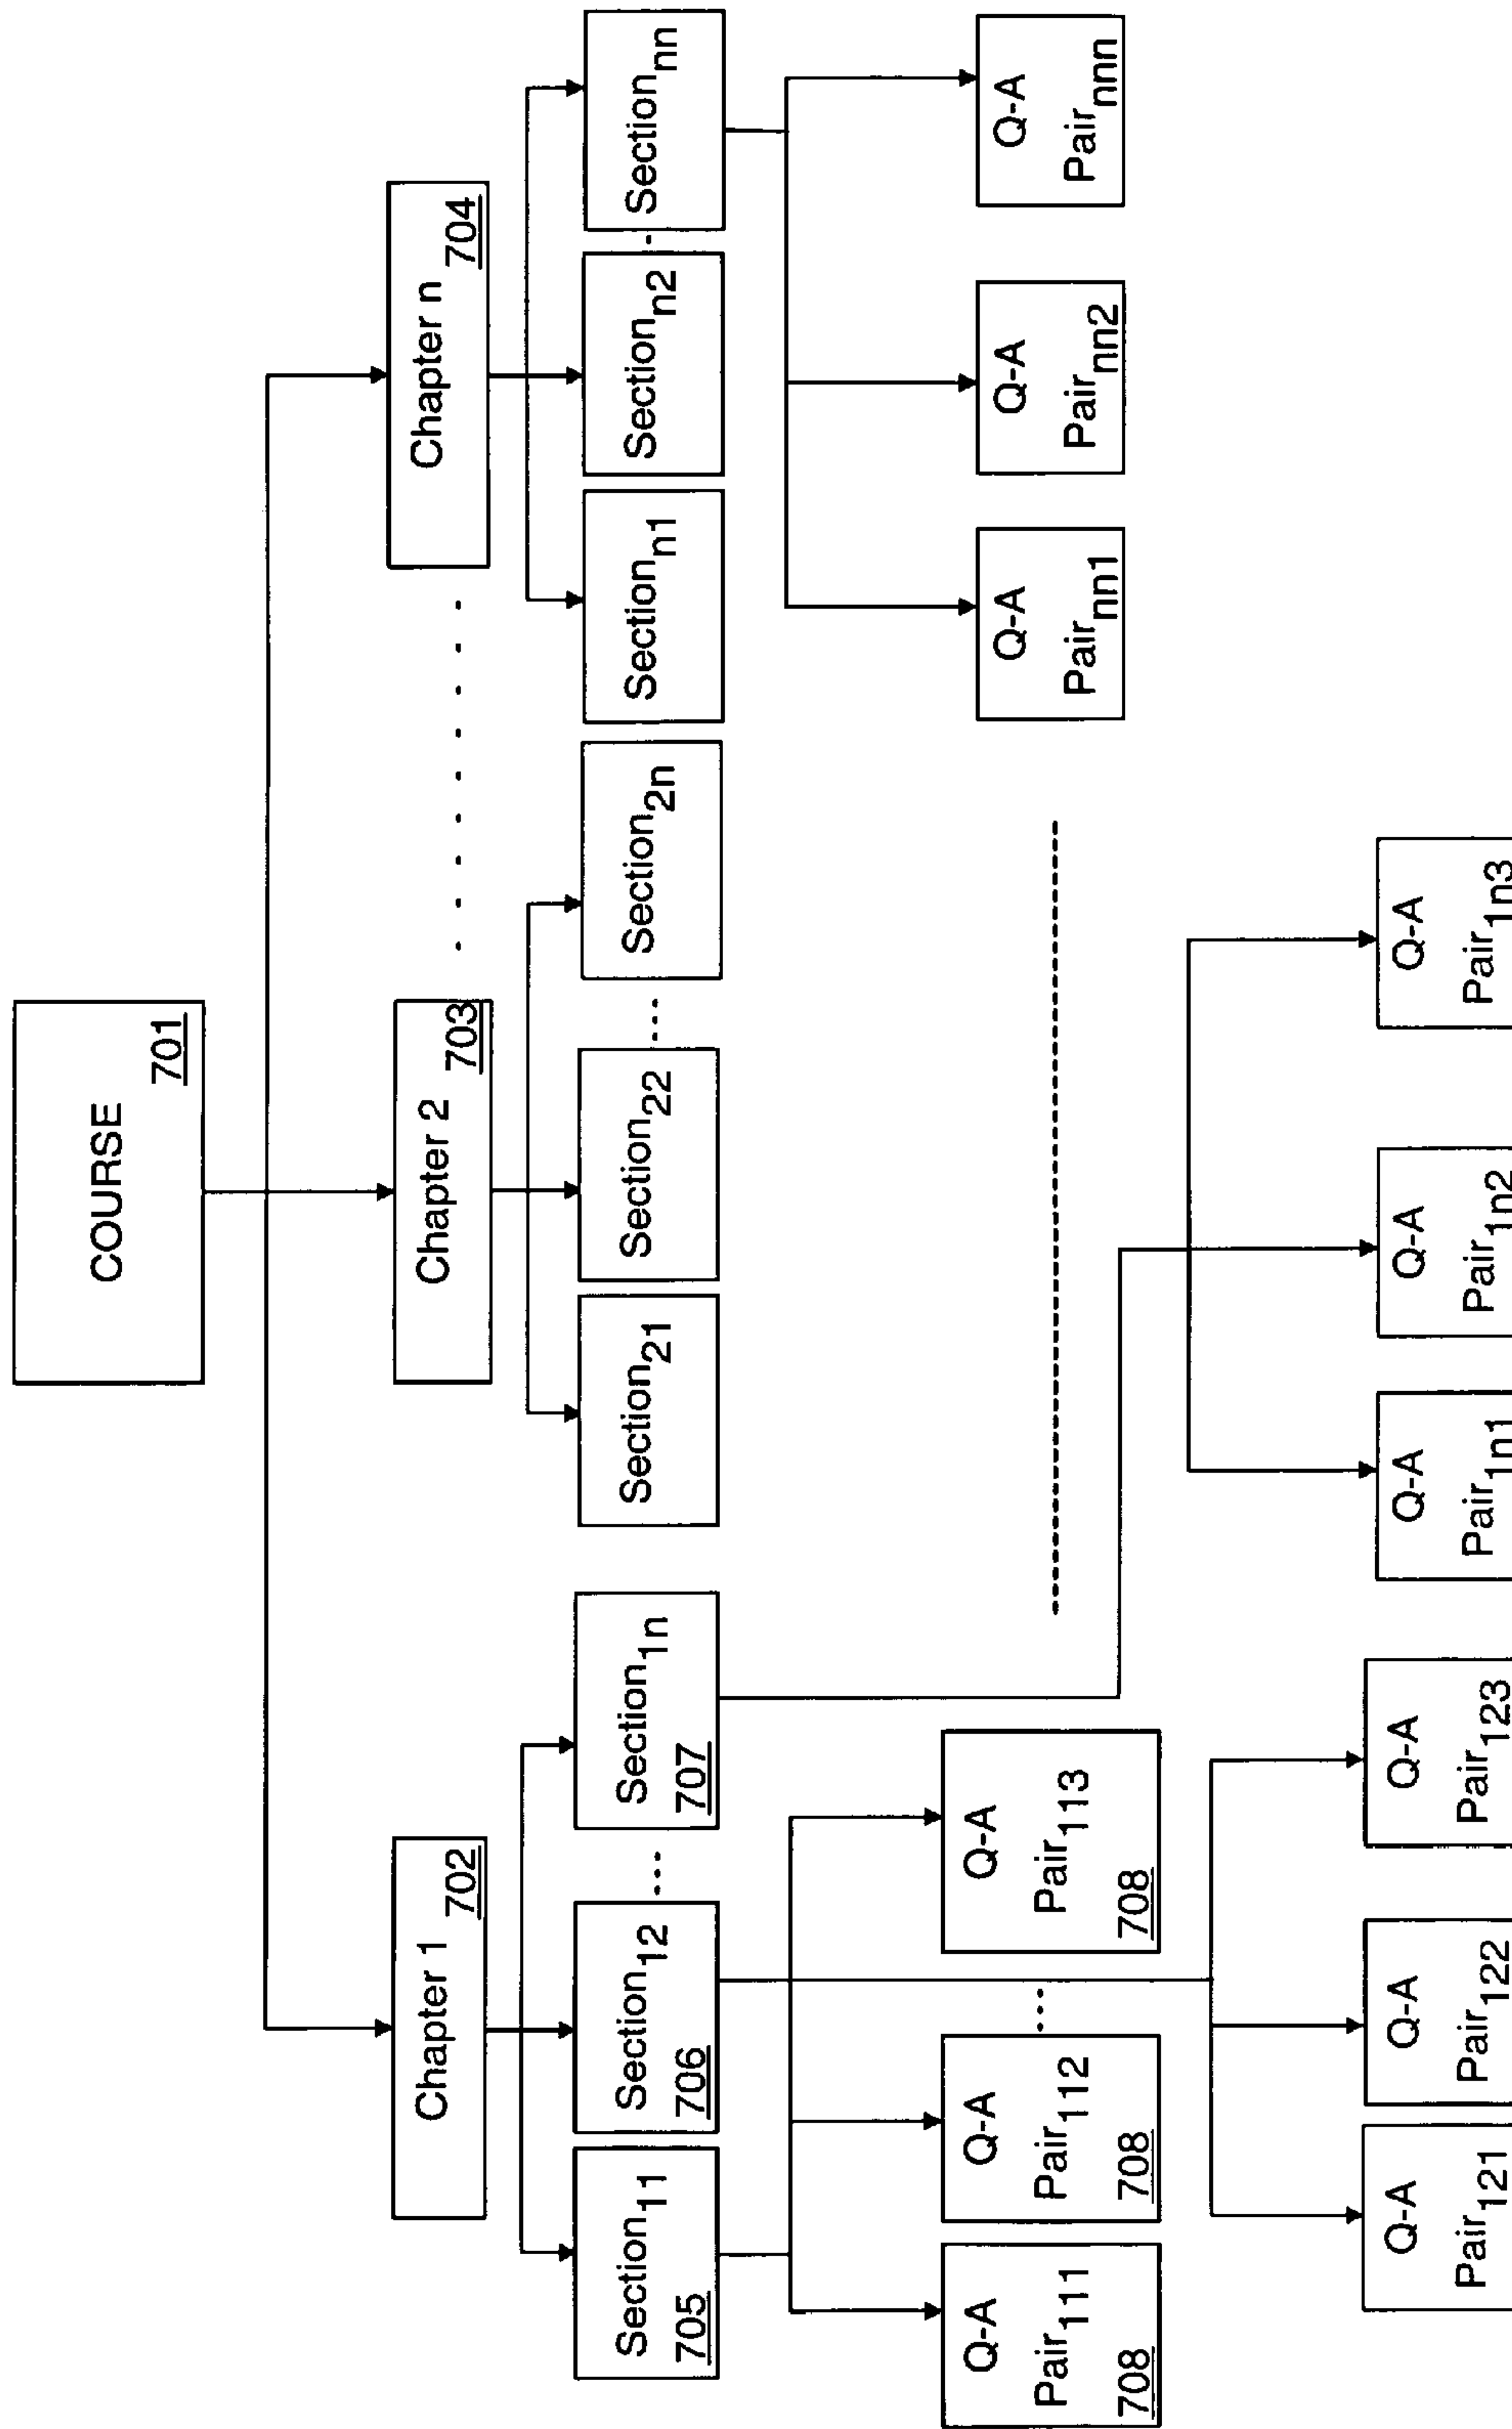 COURSE
701
Chapter 1
702
Chapter 2
703
. . . . . . . . .
Chapter n
704
Section11
705
Section12
706
...
Section1n
707
Section21
Section22
...
Section2n
Sectionn1
Sectionn2
Sectionnn
Q-A
Pair111
708
Q-A
Pair112
708
...
Q-A
Pair113
708
Q-A
Pairnn1
Q-A
Pairnn2
Q-A
Pairnnn
Q-A
Pair121
Q-A
Pair122
Q-A
Pair123
Q-A
Pair1n1
Q-A
Pair1n2
Q-A
Pair1n3